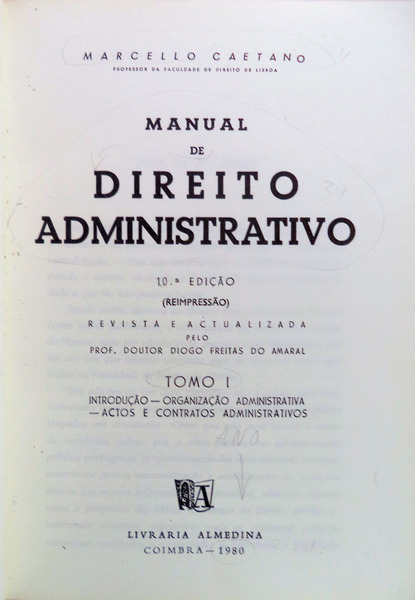 MARCELLO CAETANO
PROFESSOR DA FACULDADE DE DIREITO DE LISBOA
MANUAL
DE
DIREITO
ADMINISTRATIVO
10.ª EDIÇÃO
(REIMPRESSÃO)
REVISTA E ACTUALIZADA
PELO
PROF. DOUTOR DIOGO FREITAS DO AMARAL
TOMO I
INTRODUÇÃO — ORGANIZAÇÃO ADMINISTRATIVA
— ACTOS E CONTRATOS ADMINISTRATIVOS
ANO
LIVRARIA ALMEDINA
COIMBRA — 1980